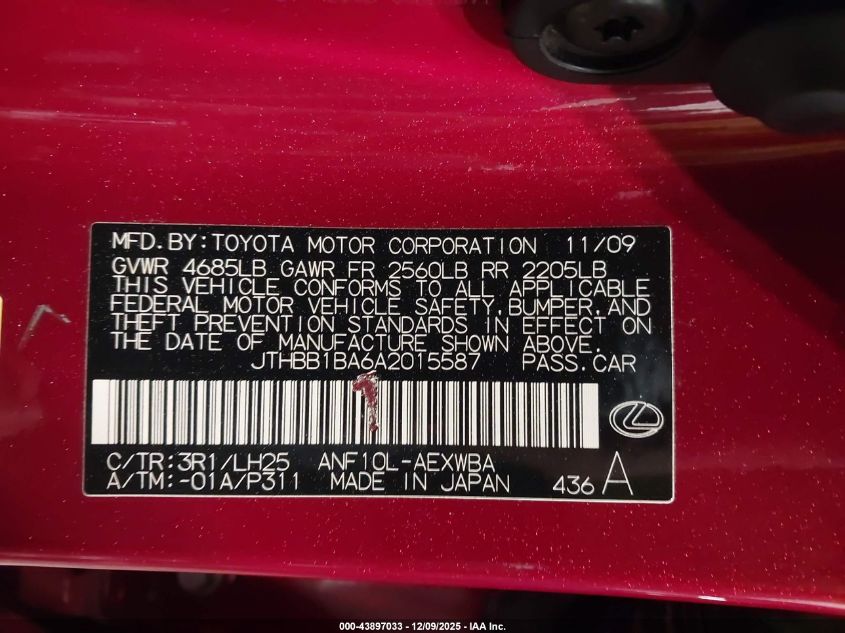 MFD.BY:TOYOTA MOTOR CORPORATION 11/09
GVWR 4685LB GAWR FR 2560LB RR 2205LB
THIS VEHICLE CONFORMS TO ALL APPLICABLE
FEDERAL MOTOR VEHICLE SAFETY,BUMPER,AND
THEFT PREVENTION STANDARDS IN EFFECT ON
THE DATE OF MANUFACTURE SHOWN ABOVE.
JTHBB1BA6A2015587 PASS.CAR
1
C/TR:3R1/LH25 ANF10L-AEXWBA
A/TM:-01A/P311 MADE IN JAPAN 436 A
000-43897033 - 12/09/2025 - IAA Inc.